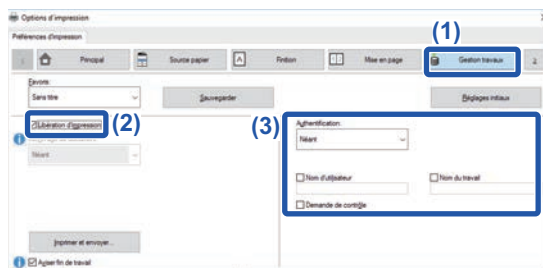 Options d'impression
Préférences d'impression
(1)
1 Principal Source papier Finition Mise en page Gestion travaux 2
Favoris:
Sans titre Sauvegarder Réglages initiaux
Libération d'impression (2) (3) Authentification:
Néant
Néant
Nom d'utilisateur Nom du travail
Demande de contrôle
Imprimer et envoyer...
Aviser fin de travail